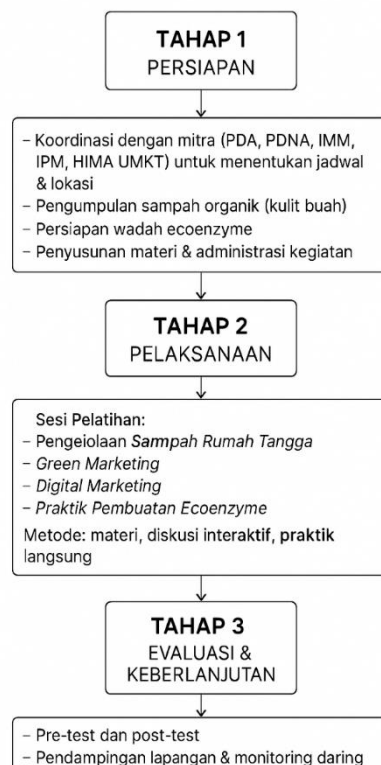 TAHAP 1
PERSIAPAN
– Koordinasi dengan mitra (PDA, PDNA, IMM,
IPM, HIMA UMKT) untuk menentukan jadwal
& lokasi
– Pengumpulan sampah organik (kulit buah)
– Persiapan wadah ecoenzyme
– Penyusunan materi & administrasi kegiatan
TAHAP 2
PELAKSANAAN
Sesi Pelatihan:
– Pengeiolaan Sampah Rumah Tangga
– Green Marketing
– Digital Marketing
– Praktik Pembuatan Ecoenzyme
Metode: materi, diskusi interaktif, praktik
langsung
TAHAP 3
EVALUASI &
KEBERLANJUTAN
– Pre-test dan post-test
– Pendampingan lapangan & monitoring daring